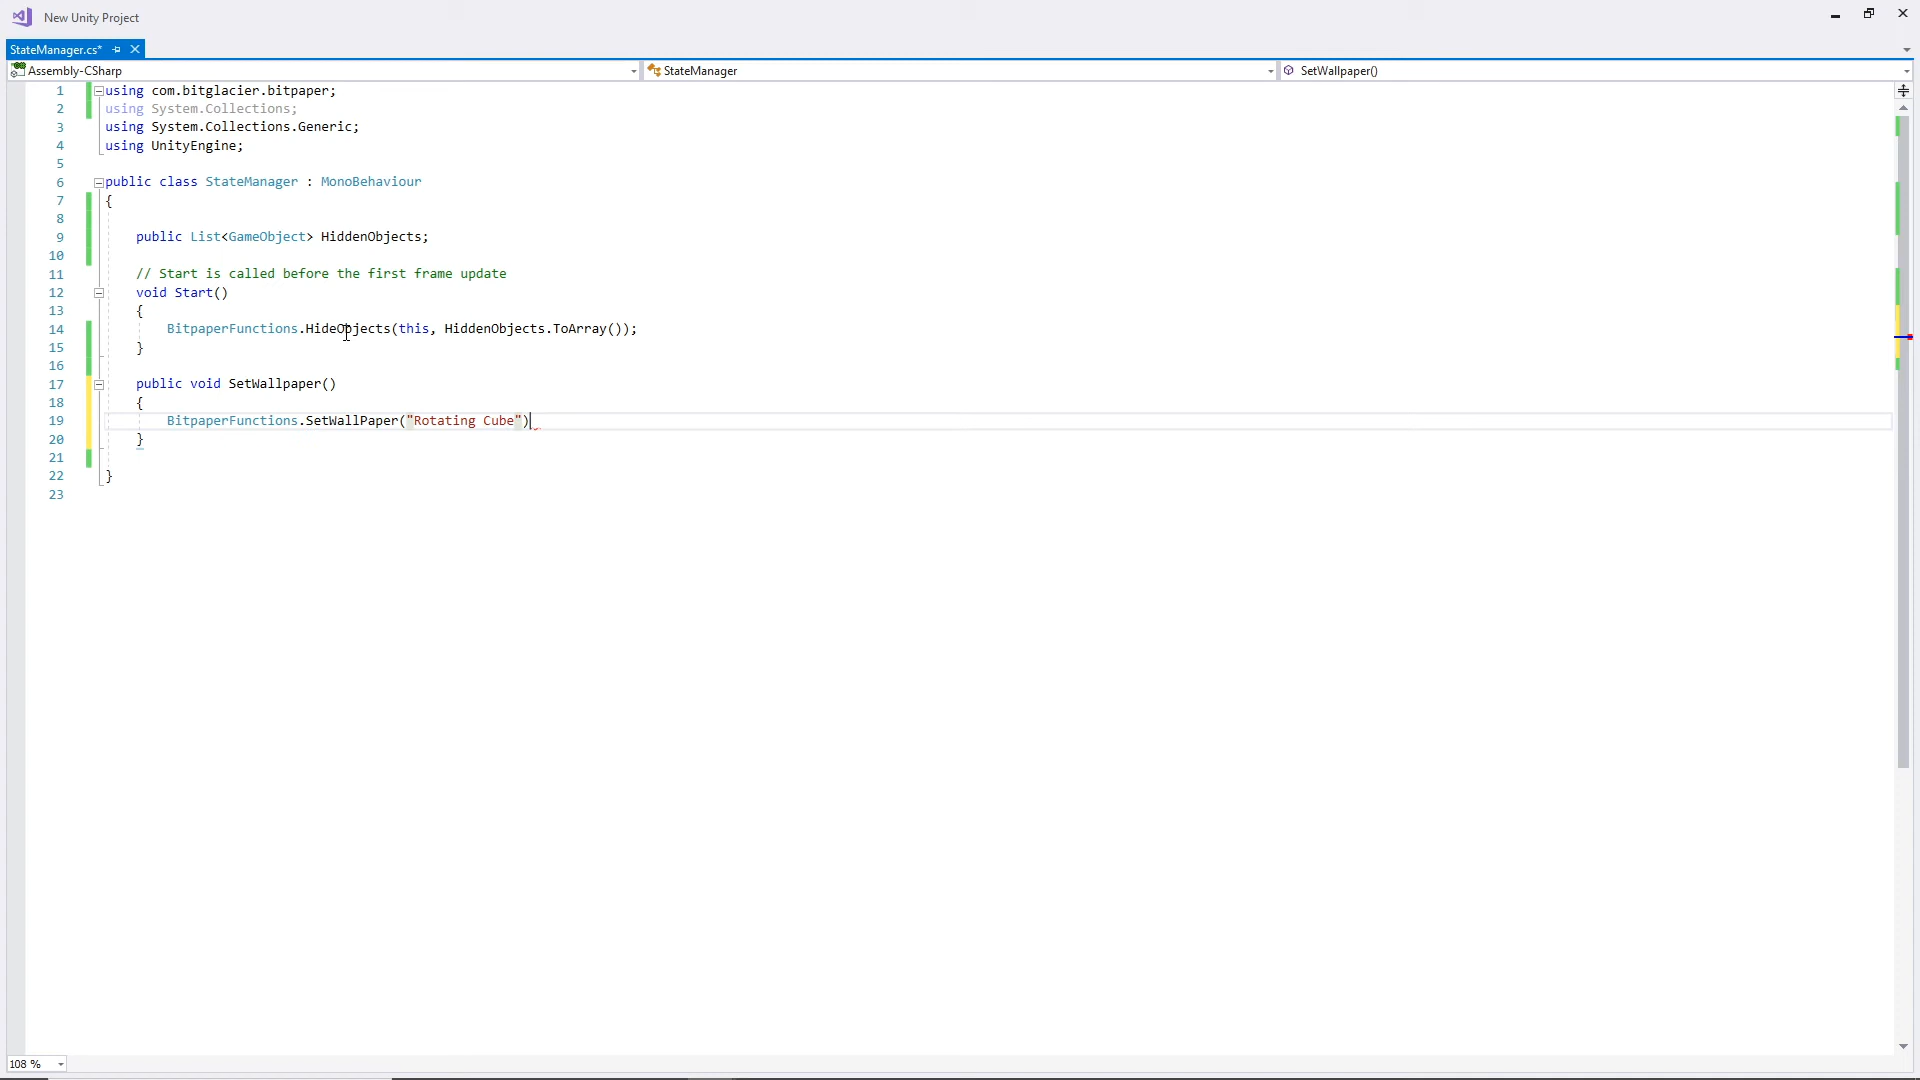 New Unity Project
StateManager.cs*
Assembly-CSharp StateManager SetWallpaper()
1 using com.bitglacier.bitpaper;
2 using System.Collections;
3 using System.Collections.Generic;
4 using UnityEngine;
5
6 public class StateManager : MonoBehaviour
7 {
8
9 public List<GameObject> HiddenObjects;
10
11 // Start is called before the first frame update
12 void Start()
13 {
14 BitpaperFunctions.HideObjects(this, HiddenObjects.ToArray());
15 }
16
17 public void SetWallpaper()
18 {
19 BitpaperFunctions.SetWallPaper("Rotating Cube")
20 }
21
22 }
23
108 %